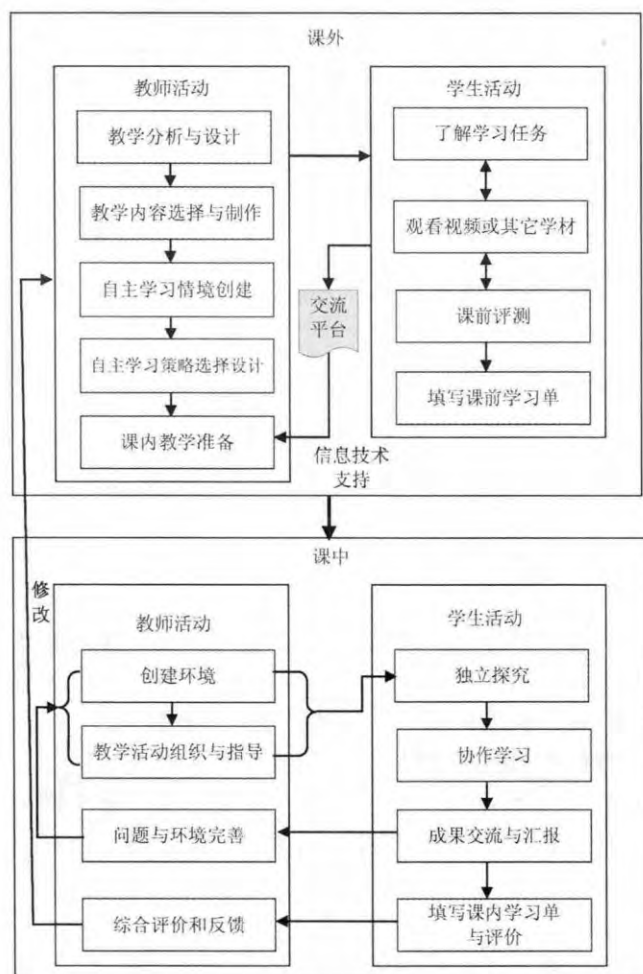 课外
教师活动
教学分析与设计
教学内容选择与制作
自主学习情境创建
自主学习策略选择设计
课内教学准备
交流
平台
信息技术
支持
学生活动
了解学习任务
观看视频或其它学材
课前评测
填写课前学习单
课中
修
改
教师活动
创建环境
教学活动组织与指导
问题与环境完善
综合评价和反馈
学生活动
独立探究
协作学习
成果交流与汇报
填写课内学习单
与评价